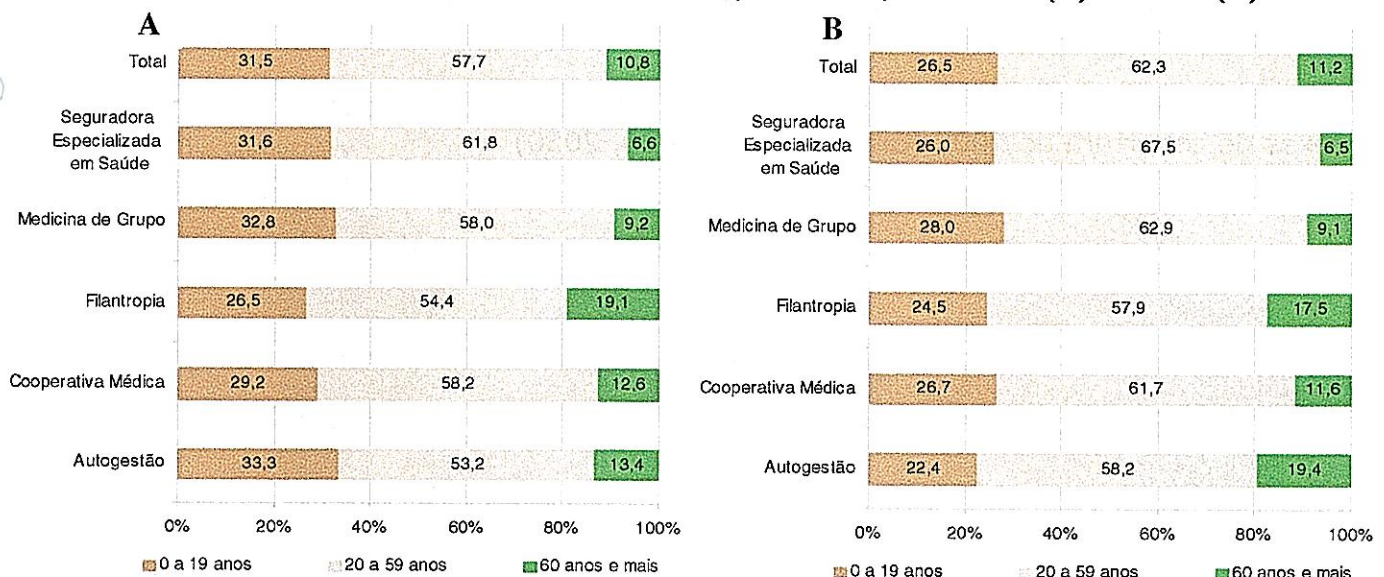 A
Total
31,5
57,7
10,8
Seguradora
Especializada
em Saúde
31,6
61,8
6,6
Medicina de Grupo
32,8
58,0
9,2
Filantropia
26,5
54,4
19,1
Cooperativa Médica
29,2
58,2
12,6
Autogestão
33,3
53,2
13,4
0% 20% 40% 60% 80% 100%
0 a 19 anos 20 a 59 anos 60 anos e mais
B
Total
26,5
62,3
11,2
Seguradora
Especializada
em Saúde
26,0
67,5
6,5
Medicina de Grupo
28,0
62,9
9,1
Filantropia
24,5
57,9
17,5
Cooperativa Médica
26,7
61,7
11,6
Autogestão
22,4
58,2
19,4
0% 20% 40% 60% 80% 100%
0 a 19 anos 20 a 59 anos 60 anos e mais